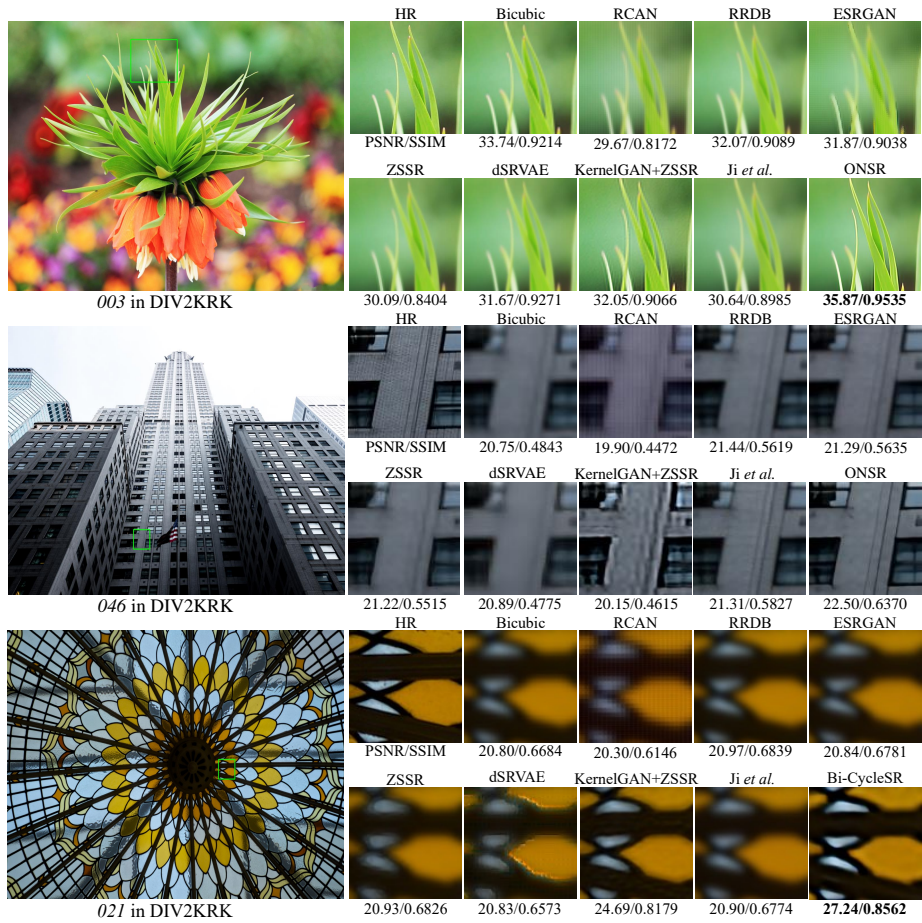 HR Bicubic RCAN RRDB ESRGAN
PSNR/SSIM 33.74/0.9214 29.67/0.8172 32.07/0.9089 31.87/0.9038
ZSSR dSRVAE KernelGAN+ZSSR Ji et al. ONSR
30.09/0.8404 31.67/0.9271 32.05/0.9066 30.64/0.8985 35.87/0.9535
003 in DIV2KRK
HR Bicubic RCAN RRDB ESRGAN
PSNR/SSIM 20.75/0.4843 19.90/0.4472 21.44/0.5619 21.29/0.5635
ZSSR dSRVAE KernelGAN+ZSSR Ji et al. ONSR
21.22/0.5515 20.89/0.4775 20.15/0.4615 21.31/0.5827 22.50/0.6370
046 in DIV2KRK
HR Bicubic RCAN RRDB ESRGAN
PSNR/SSIM 20.80/0.6684 20.30/0.6146 20.97/0.6839 20.84/0.6781
ZSSR dSRVAE KernelGAN+ZSSR Ji et al. Bi-CycleSR
20.93/0.6826 20.83/0.6573 24.69/0.8179 20.90/0.6774 27.24/0.8562
021 in DIV2KRK